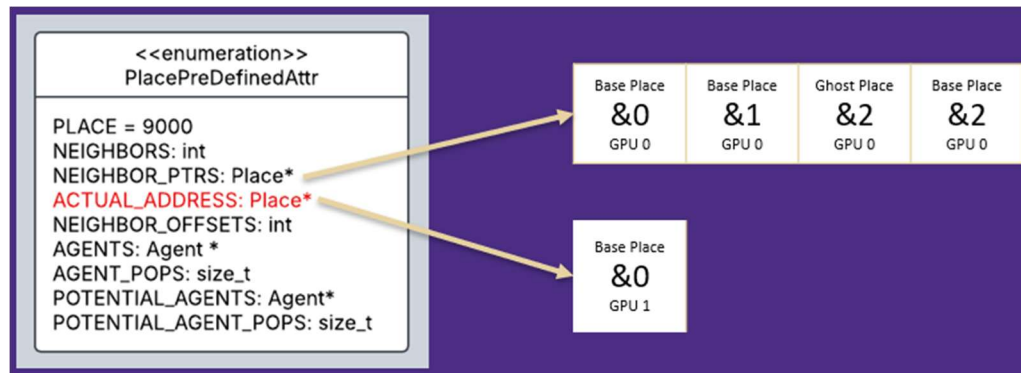 <<enumeration>>
PlacePreDefinedAttr
PLACE = 9000
NEIGHBORS: int
NEIGHBOR_PTRS: Place*
ACTUAL_ADDRESS: Place*
NEIGHBOR_OFFSETS: int
AGENTS: Agent *
AGENT_POPS: size_t
POTENTIAL_AGENTS: Agent*
POTENTIAL_AGENT_POPS: size_t
Base Place
&0
GPU 0
Base Place
&1
GPU 0
Ghost Place
&2
GPU 0
Base Place
&2
GPU 0
Base Place
&0
GPU 1